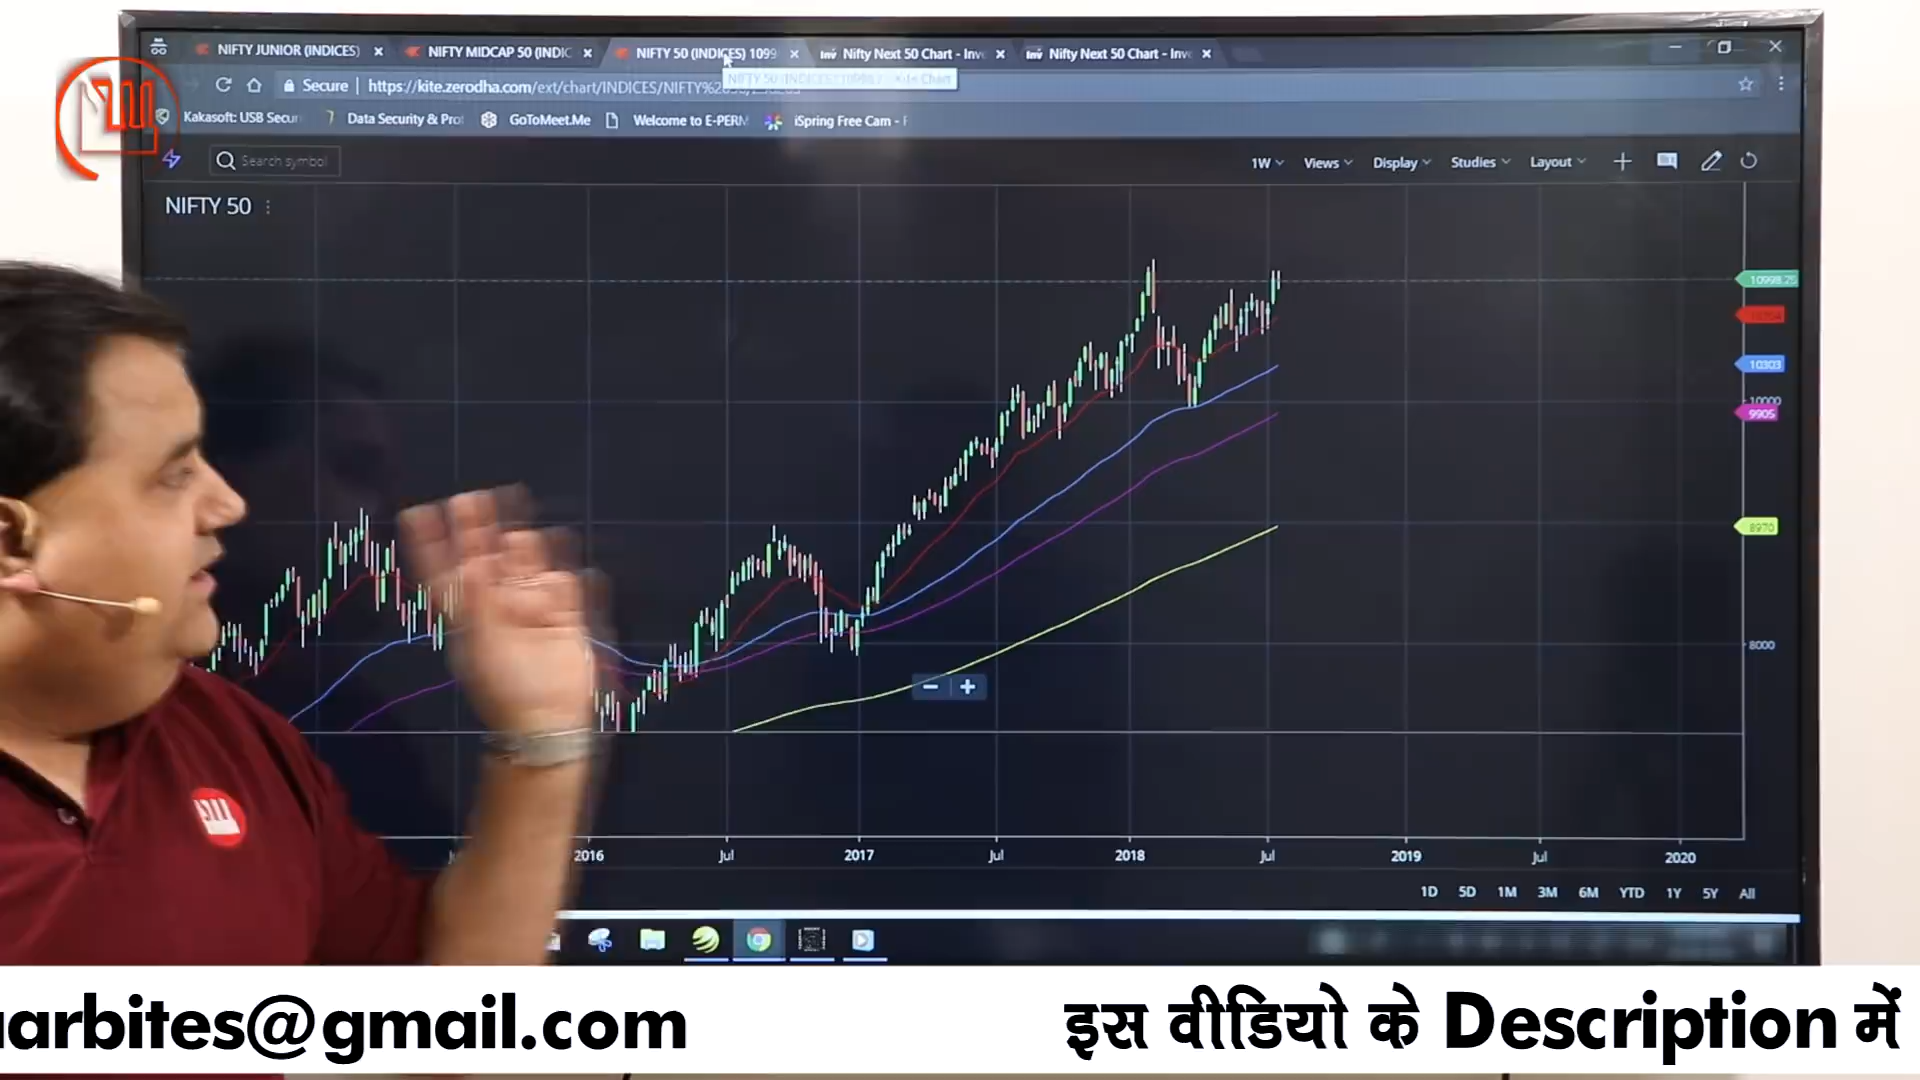 NIFTY JUNIOR (INDICES)
NIFTY MIDCAP 50 (INDIC
NIFTY 50 (INDICES) 1099
Nifty Next 50 Chart - Inv
Nifty Next 50 Chart - Inv
Secure
https://kite.zerodha.com/ext/chart/INDICES/NIFTY%
Kakasoft: USB Secur
Data Security & Pro
GoToMeet.Me
Welcome to E-PERM
iSpring Free Cam - F
Search symbol
1W
Views
Display
Studies
Layout
NIFTY 50
10998.25
10303
10000
9905
8970
8000
2016
Jul
2017
Jul
2018
Jul
2019
Jul
2020
1D 5D 1M 3M 6M YTD 1Y 5Y All
arbites@gmail.com
इस वीडियो के Description में